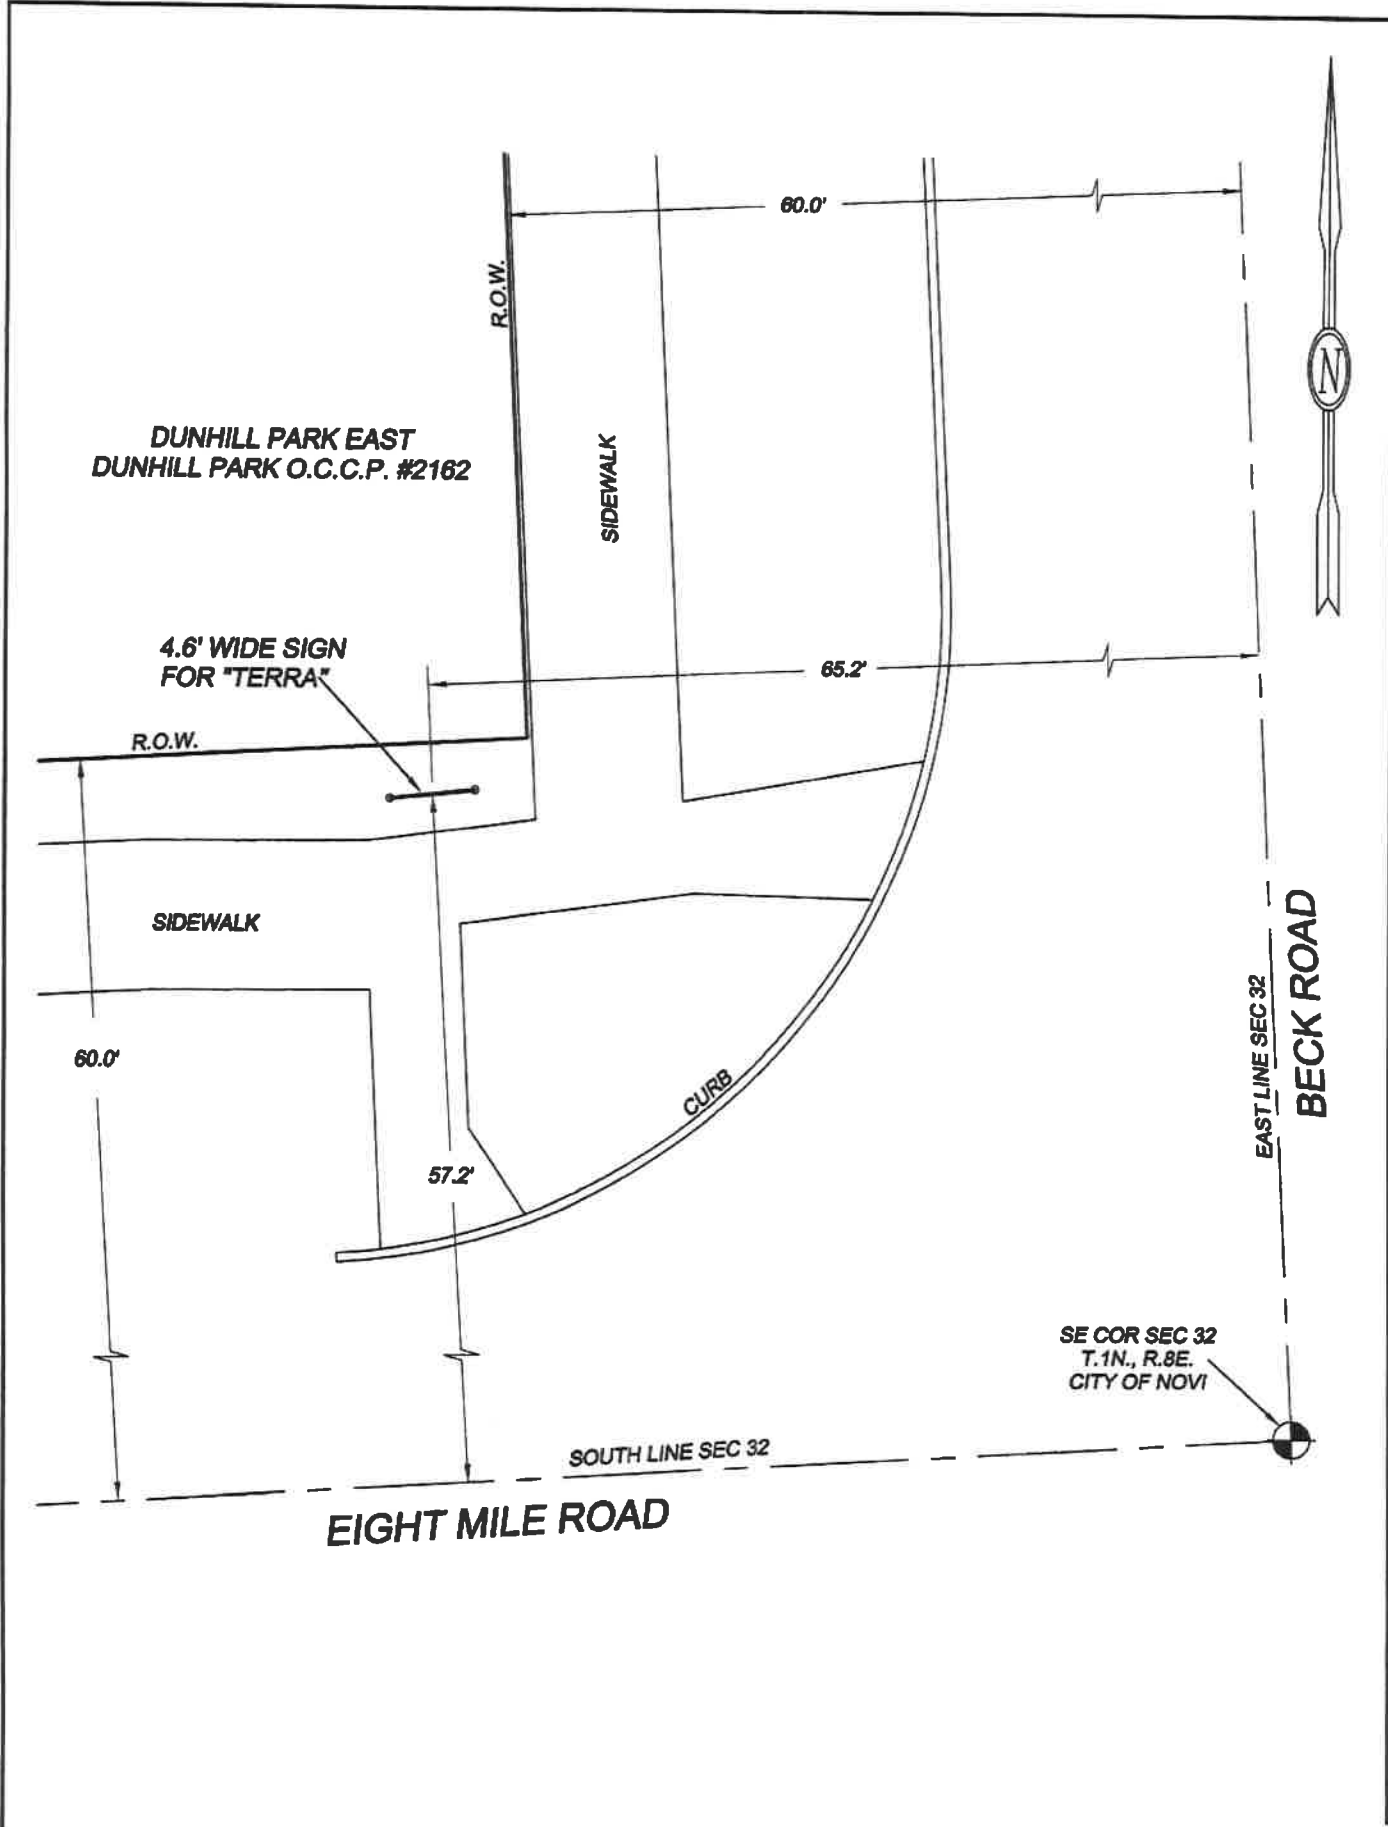 60.0'
R.O.W.
N
DUNHILL PARK EAST
DUNHILL PARK O.C.C.P. #2162
SIDEWALK
4.6' WIDE SIGN
FOR "TERRA"
65.2'
R.O.W.
SIDEWALK
60.0'
CURB
57.2'
EAST LINE SEC 32
BECK ROAD
SE COR SEC 32
T.1N., R.8E.
CITY OF NOVI
SOUTH LINE SEC 32
EIGHT MILE ROAD